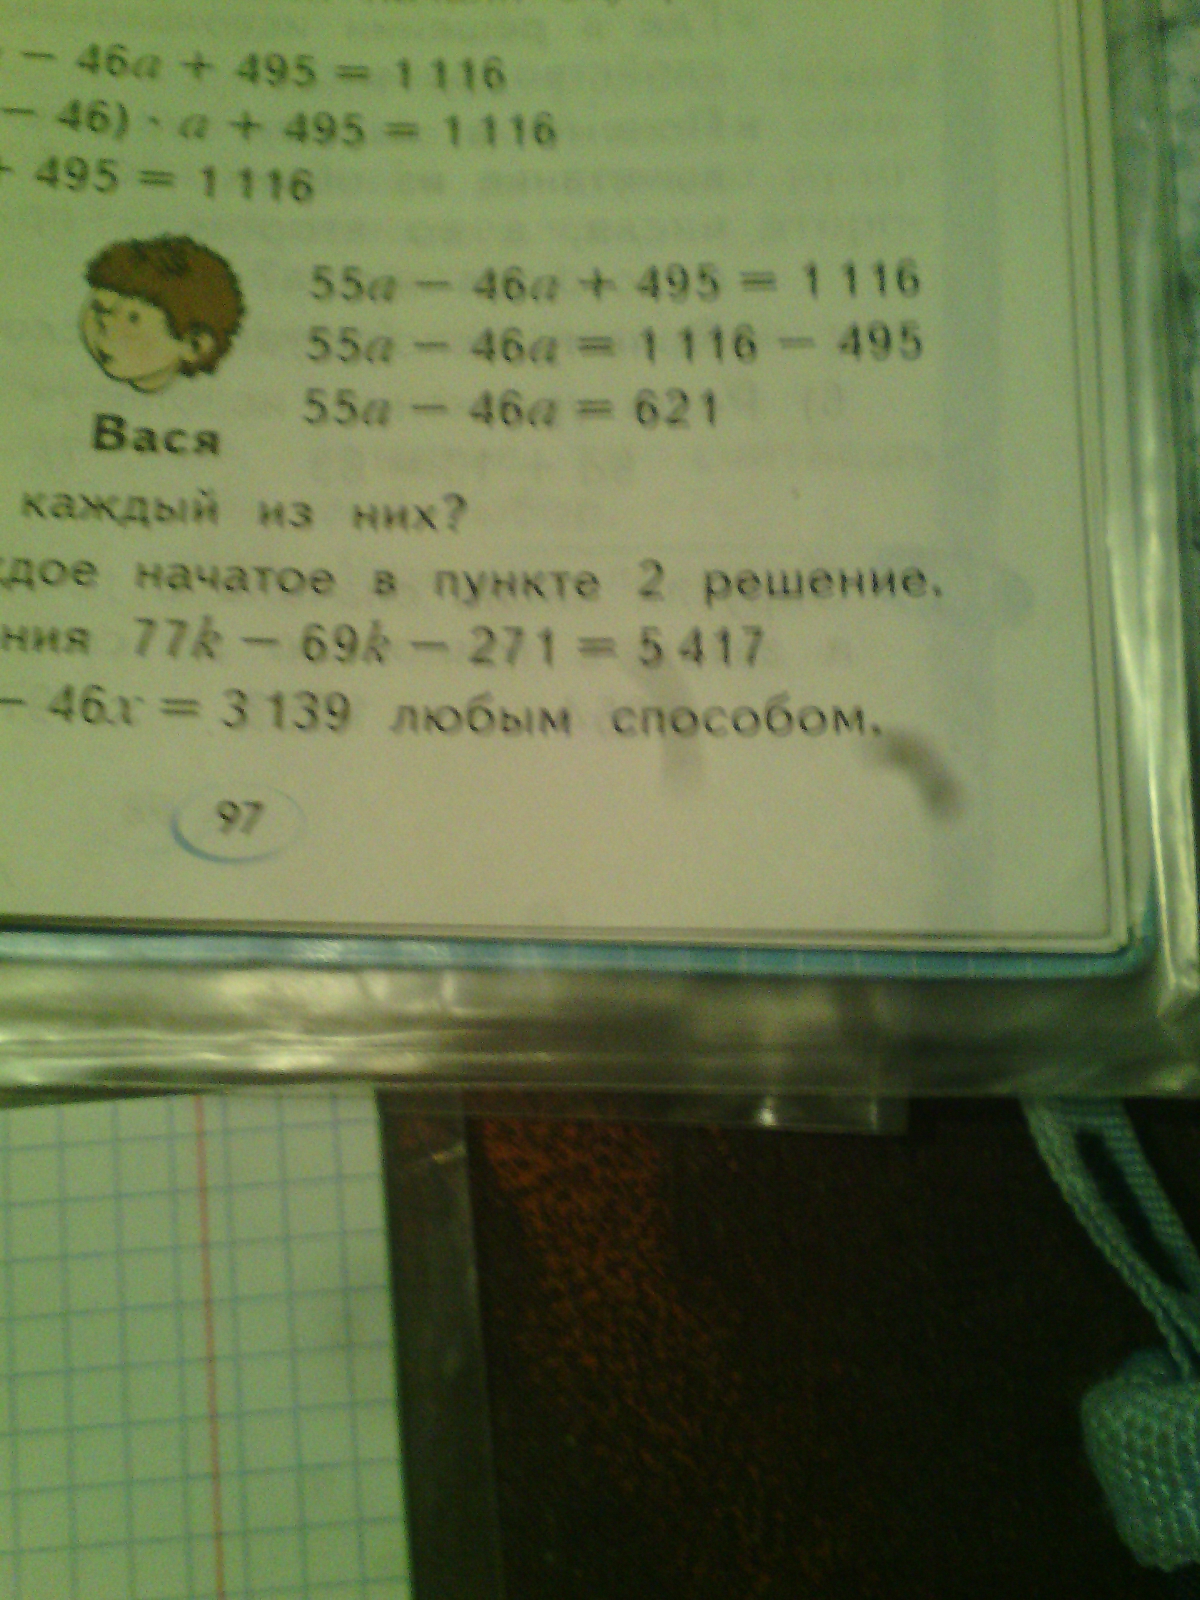 − 46a + 495 = 1 116
− 46) · a + 495 = 1 116
+ 495 = 1 116
55a − 46a + 495 = 1 116
55a − 46a = 1 116 − 495
55a − 46a = 621
Вася
каждый из них?
дое начатое в пункте 2 решение.
ния 77k − 69k − 271 = 5 417
− 46x = 3 139 любым способом.
97